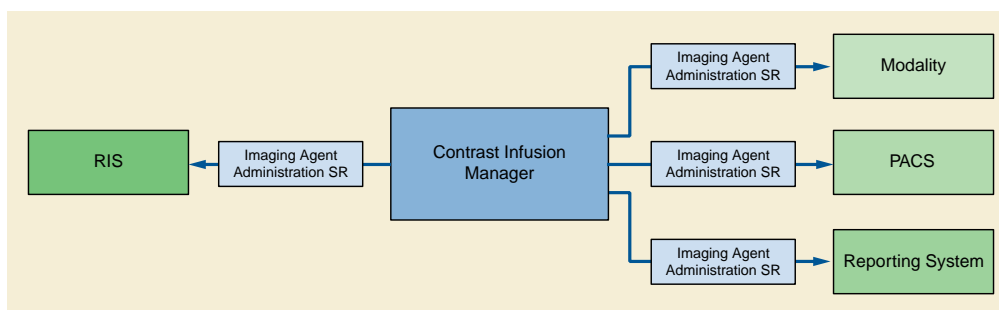 Imaging Agent
Administration SR
Modality
RIS
Imaging Agent
Administration SR
Contrast Infusion
Manager
Imaging Agent
Administration SR
PACS
Imaging Agent
Administration SR
Reporting System